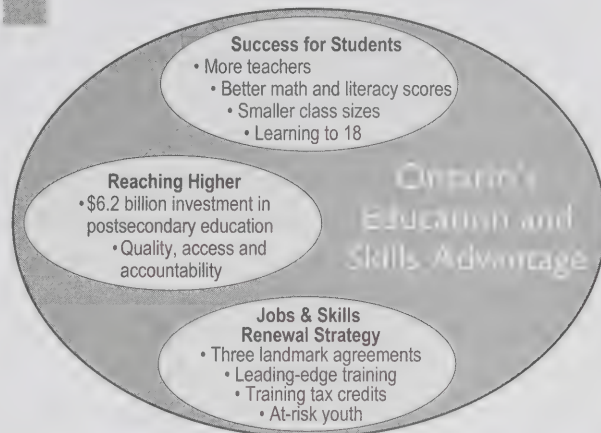 Success for Students
• More teachers
• Better math and literacy scores
• Smaller class sizes
• Learning to 18
Reaching Higher
• $6.2 billion investment in
postsecondary education
• Quality, access and
accountability
Ontario's
Education and
Skills Advantage
Jobs & Skills
Renewal Strategy
• Three landmark agreements
• Leading-edge training
• Training tax credits
• At-risk youth